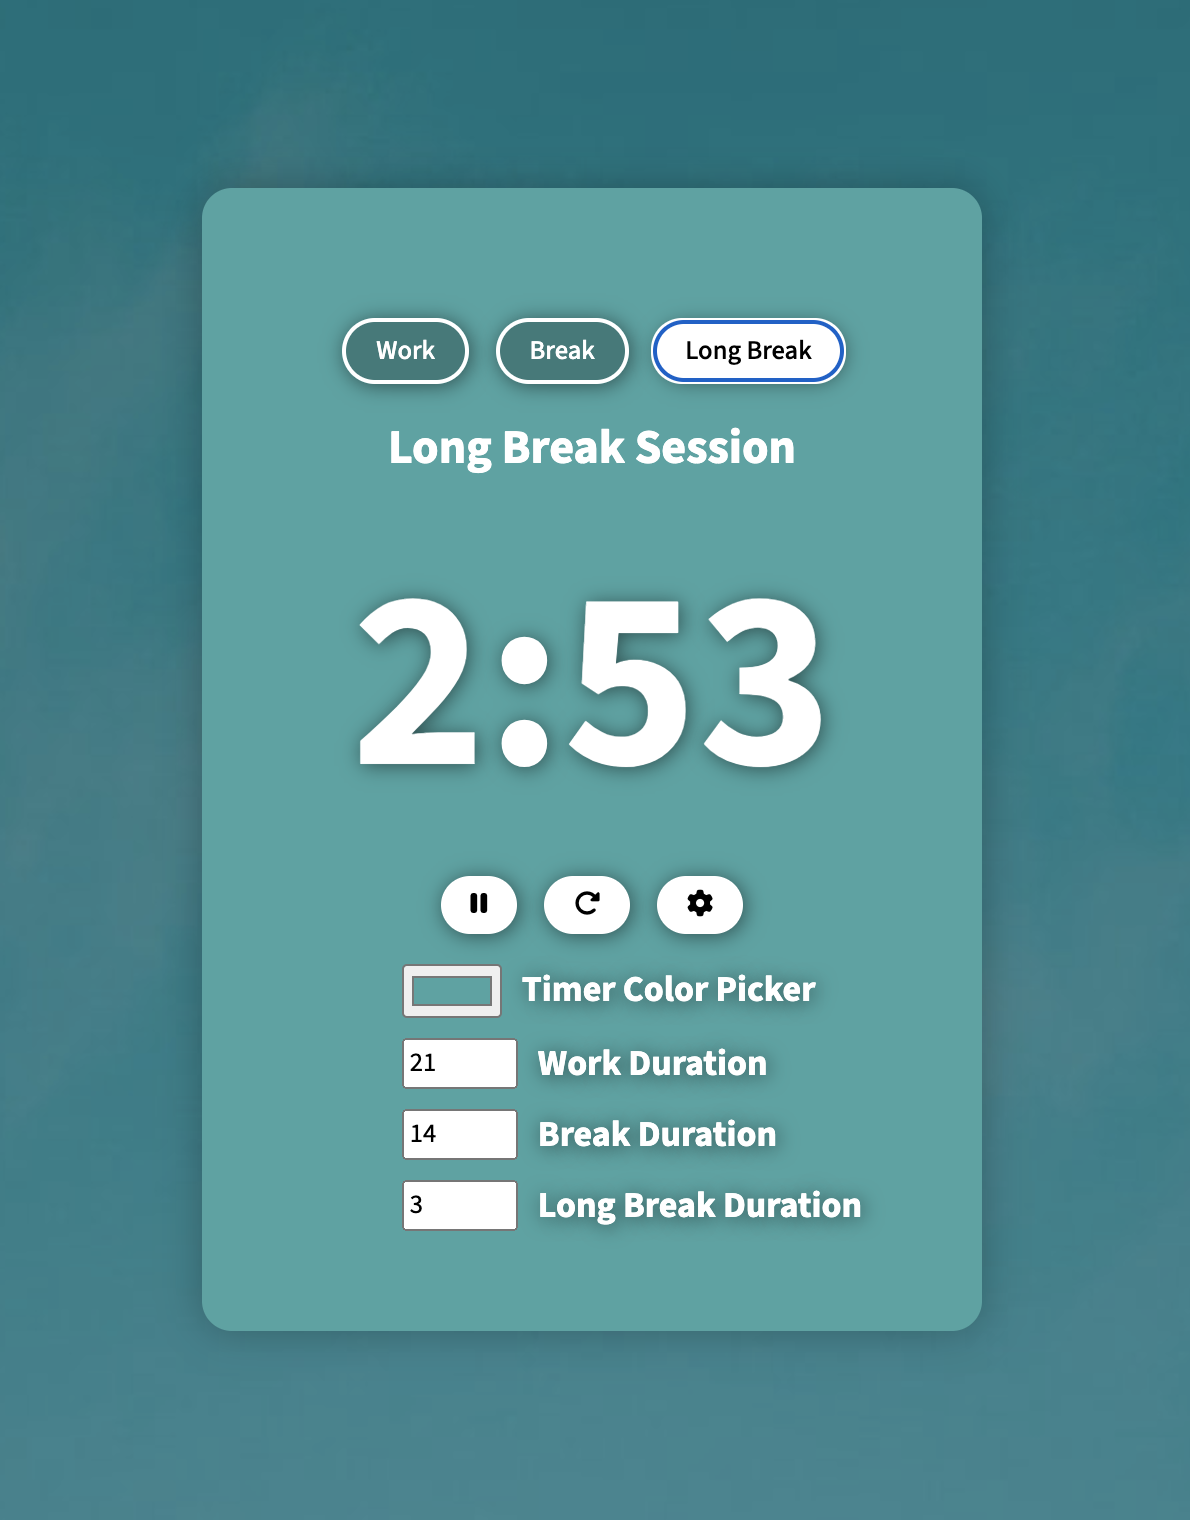 Work Break Long Break
Long Break Session
2:53
Timer Color Picker
21 Work Duration
14 Break Duration
3 Long Break Duration